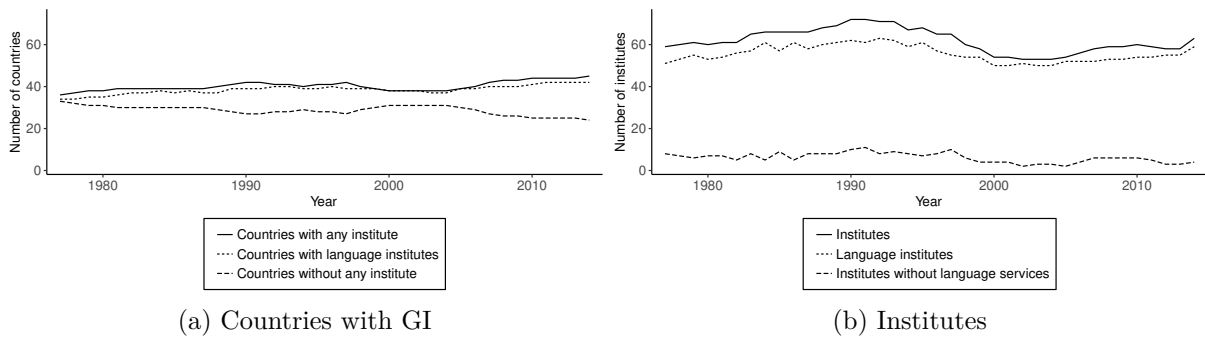 Number of countries
60
40
20
0
1980
1990
2000
2010
Year
Countries with any institute
Countries with language institutes
Countries without any institute
(a) Countries with GI
Number of institutes
60
40
20
0
1980
1990
2000
2010
Year
Institutes
Language institutes
Institutes without language services
(b) Institutes